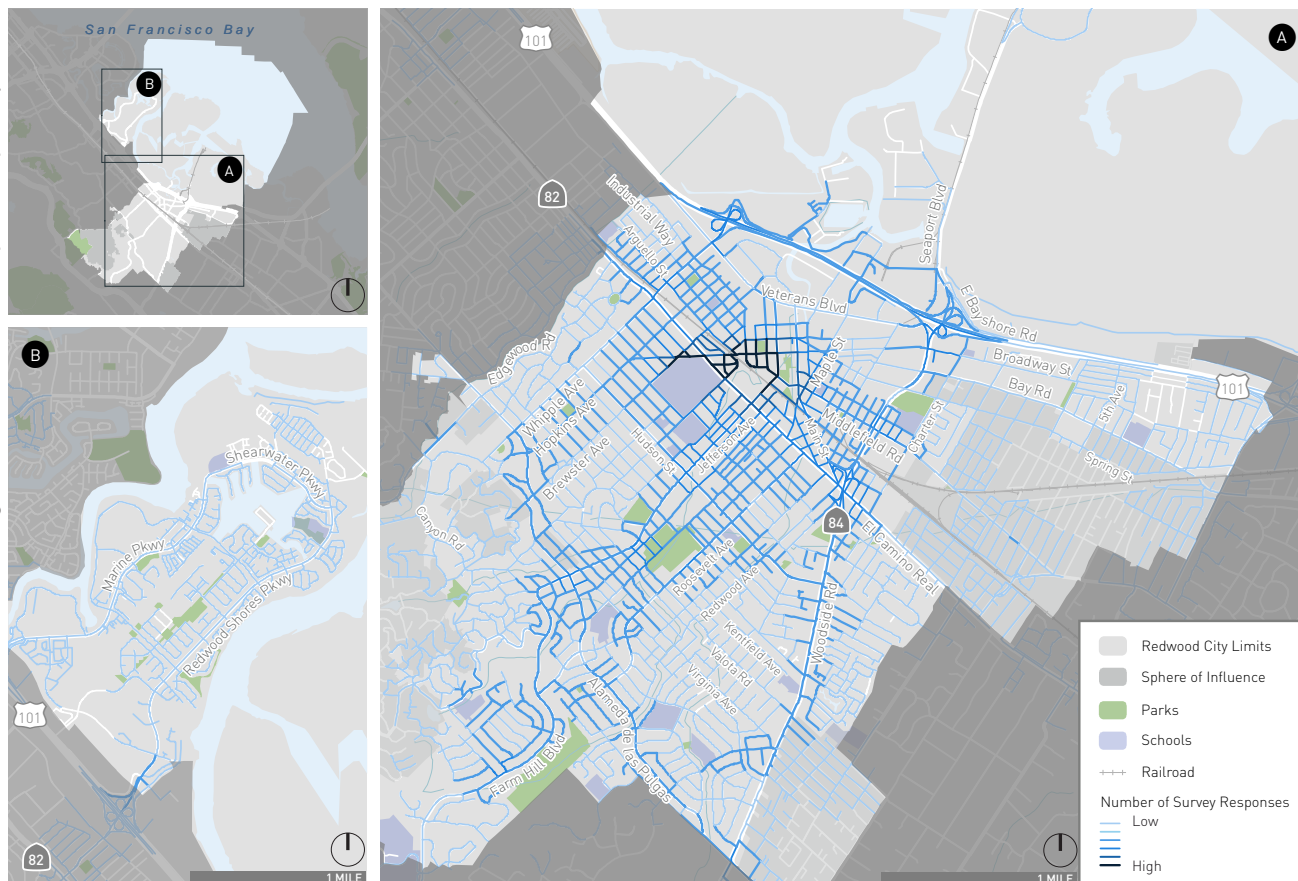 San Francisco Bay
B
A
B
Shearwater Pkwy
Marine Pkwy
Redwood Shores Pkwy
101
82
1 MILE
A
101
82
Industrial Way
Arguello St
Seaport Blvd
Veterans Blvd
E Bayshore Rd
Edgewood Rd
Maple St
Broadway St
Bay Rd
101
5th Ave
Whipple Ave
Hopkins Ave
Brewster Ave
Hudson St
Jefferson Ave
Main St
Middlefield Rd
Charter St
Spring St
Canyon Rd
84
El Camino Real
Roosevelt Ave
Redwood Ave
Woodside Rd
Kentfield Ave
Valota Rd
Virginia Ave
Alameda de las Pulgas
Farm Hill Blvd
1 MILE
Redwood City Limits
Sphere of Influence
Parks
Schools
Railroad
Number of Survey Responses
Low
High